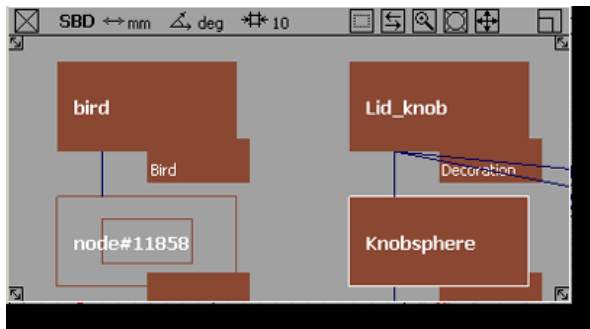 SBD mm deg 10
bird
Lid_knob
Bird
Decoration
node#11858
Knobsphere